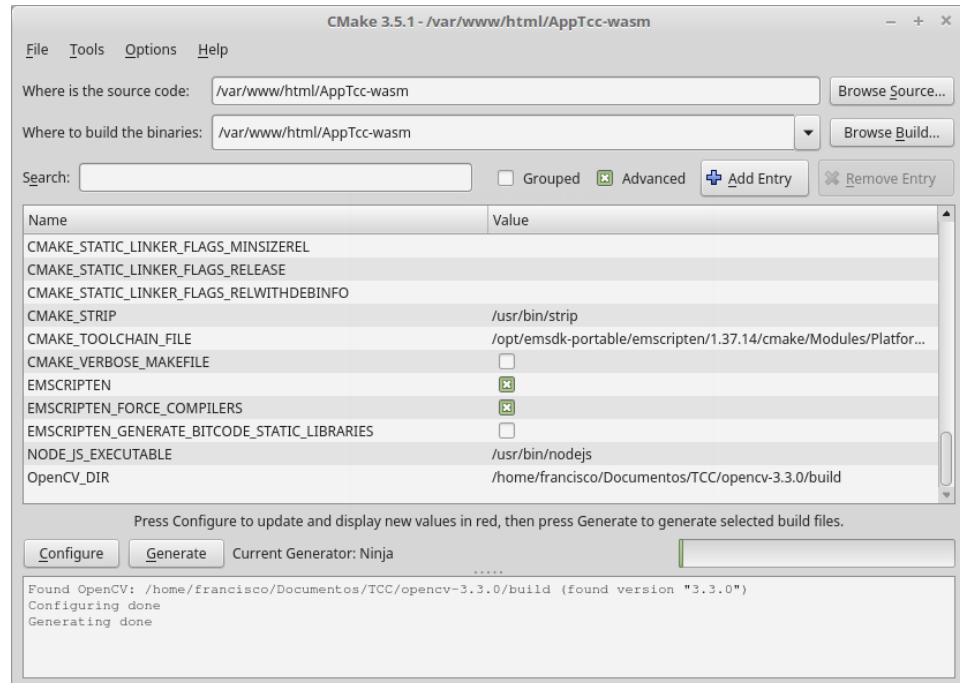 CMake 3.5.1 - /var/www/html/AppTcc-wasm
File Tools Options Help
Where is the source code: /var/www/html/AppTcc-wasm Browse Source...
Where to build the binaries: /var/www/html/AppTcc-wasm Browse Build...
Search: Grouped Advanced Add Entry Remove Entry
Name Value
CMAKE_STATIC_LINKER_FLAGS_MINSIZEREL
CMAKE_STATIC_LINKER_FLAGS_RELEASE
CMAKE_STATIC_LINKER_FLAGS_RELWITHDEBINFO
CMAKE_STRIP /usr/bin/strip
CMAKE_TOOLCHAIN_FILE /opt/emsdk-portable/emscripten/1.37.14/cmake/Modules/Platfor...
CMAKE_VERBOSE_MAKEFILE
EMSCRIPTEN
EMSCRIPTEN_FORCE_COMPILERS
EMSCRIPTEN_GENERATE_BITCODE_STATIC_LIBRARIES
NODE_JS_EXECUTABLE /usr/bin/nodejs
OpenCV_DIR /home/francisco/Documentos/TCC/opencv-3.3.0/build
Press Configure to update and display new values in red, then press Generate to generate selected build files.
Configure Generate Current Generator: Ninja
Found OpenCV: /home/francisco/Documentos/TCC/opencv-3.3.0/build (found version "3.3.0")
Configuring done
Generating done